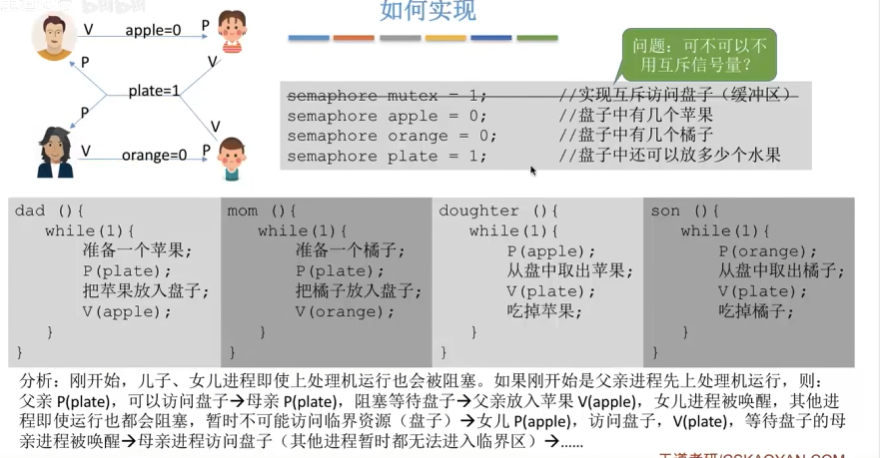 如何实现
V apple=0 P
P V
plate=1
P V
V orange=0 P
问题：可不可以不
用互斥信号量？
semaphore mutex = 1; //实现互斥访问盘子（缓冲区）
semaphore apple = 0; //盘子中有几个苹果
semaphore orange = 0; //盘子中有几个橘子
semaphore plate = 1; //盘子中还可以放多少个水果
dad (){
while(1){
准备一个苹果;
P(plate);
把苹果放入盘子;
V(apple);
}
}
mom (){
while(1){
准备一个橘子;
P(plate);
把橘子放入盘子;
V(orange);
}
}
doughter (){
while(1){
P(apple);
从盘中取出苹果;
V(plate);
吃掉苹果;
}
}
son (){
while(1){
P(orange);
从盘中取出橘子;
V(plate);
吃掉橘子;
}
}
分析：刚开始，儿子、女儿进程即使上处理机运行也会被阻塞。如果刚开始是父亲进程先上处理机运行，则：
父亲 P(plate)，可以访问盘子→母亲 P(plate)，阻塞等待盘子→父亲放入苹果 V(apple)，女儿进程被唤醒，其他进
程即使运行也都会阻塞，暂时不可能访问临界资源（盘子）→女儿 P(apple)，访问盘子，V(plate)，等待盘子的母
亲进程被唤醒→母亲进程访问盘子（其他进程暂时都无法进入临界区）→......